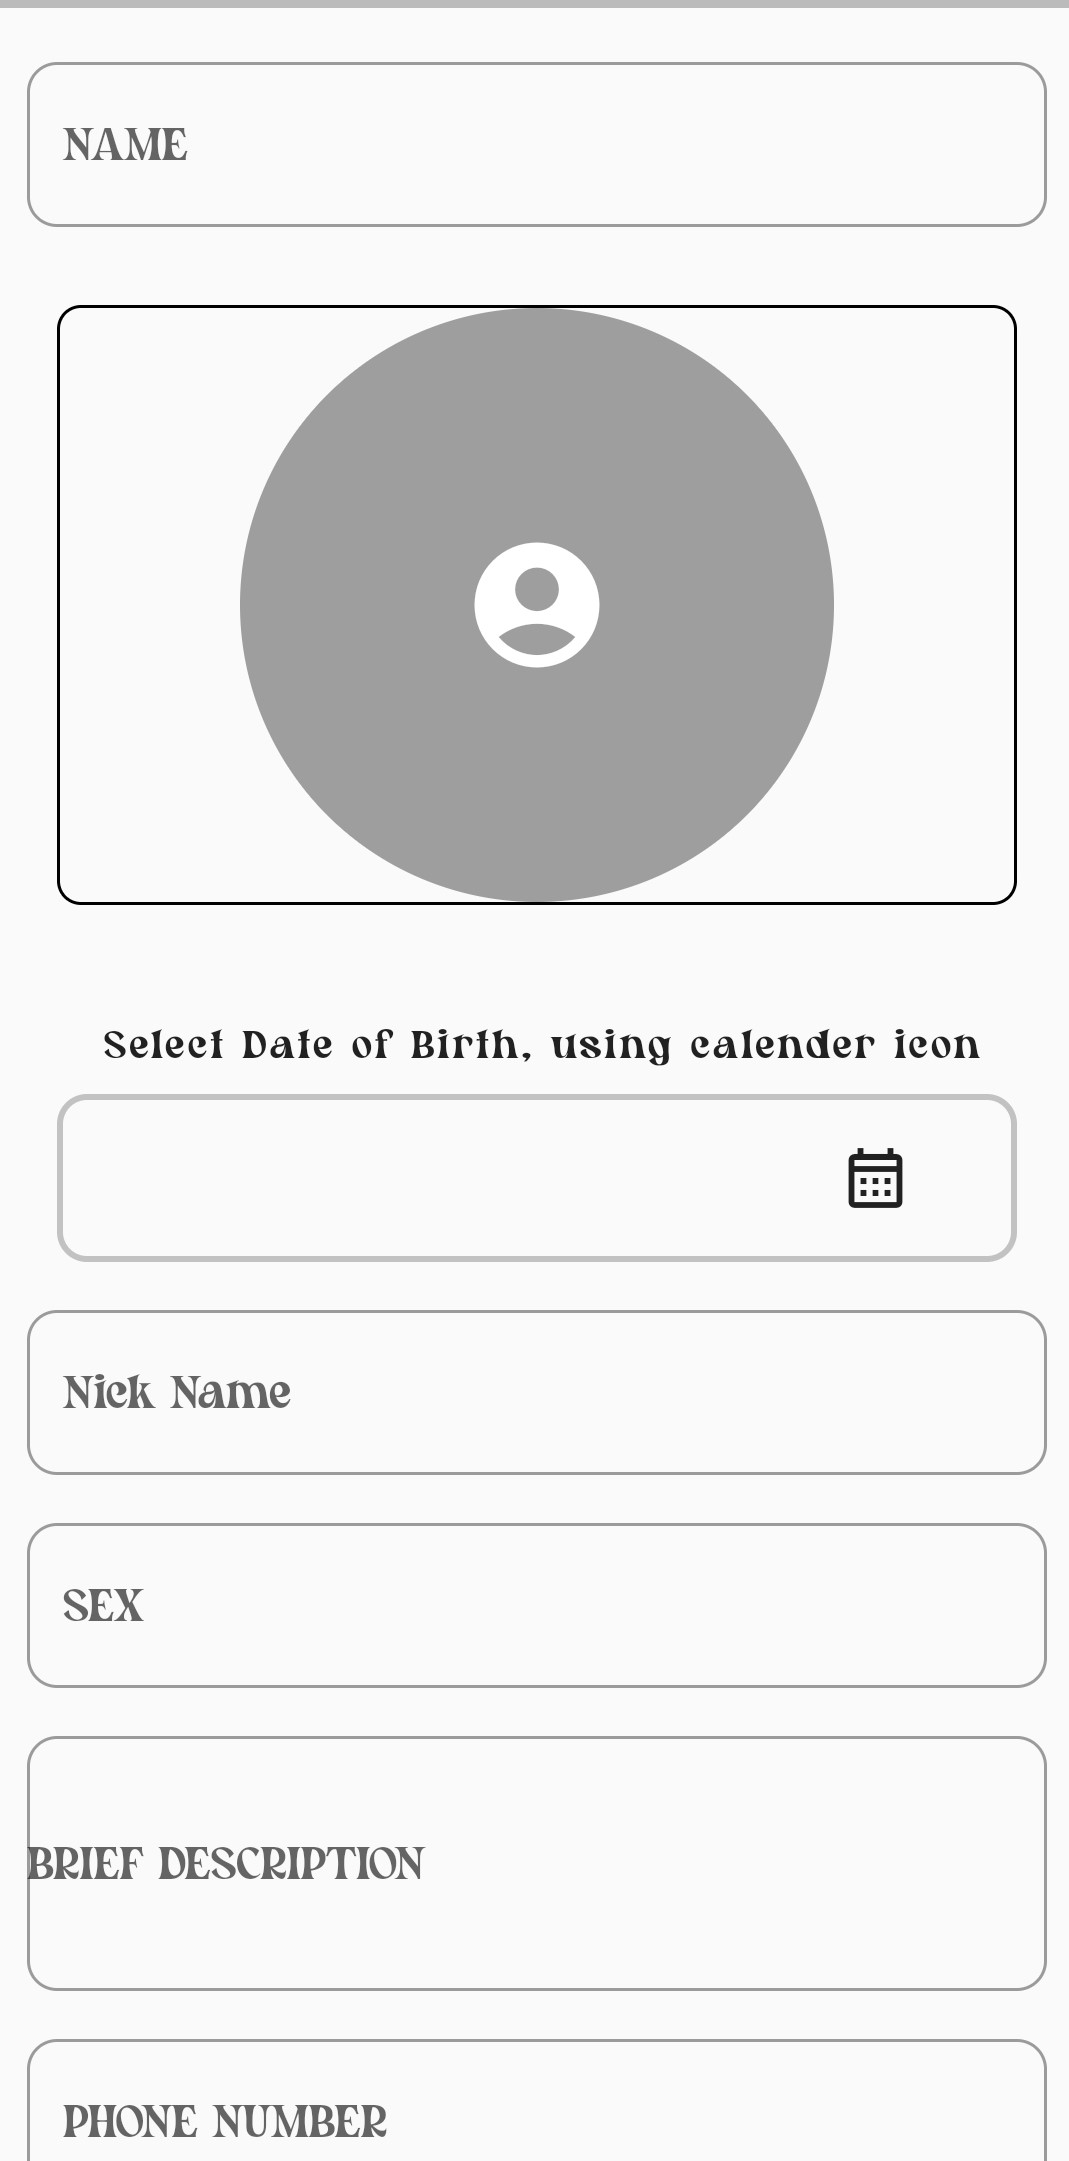 NAME
Select Date of Birth, using calender icon
Nick Name
SEX
BRIEF DESCRIPTION
PHONE NUMBER